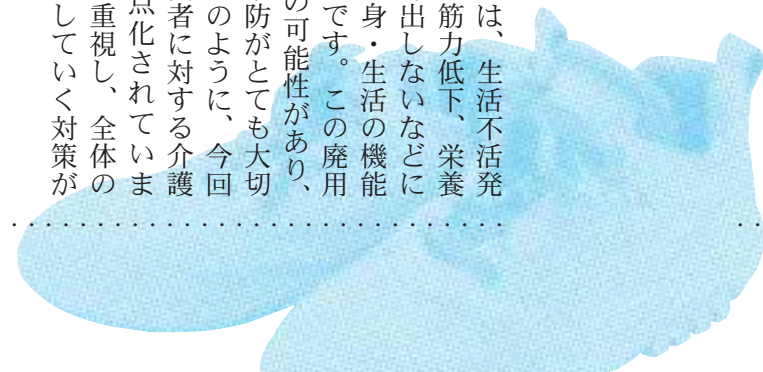 は、生活不活発
筋力低下、栄養
出しないなどに
身・生活の機能
です。この廃用
の可能性があり、
防がとても大切
のように、今回
者に対する介護
点化されていま
重視し、全体の
していく対策が